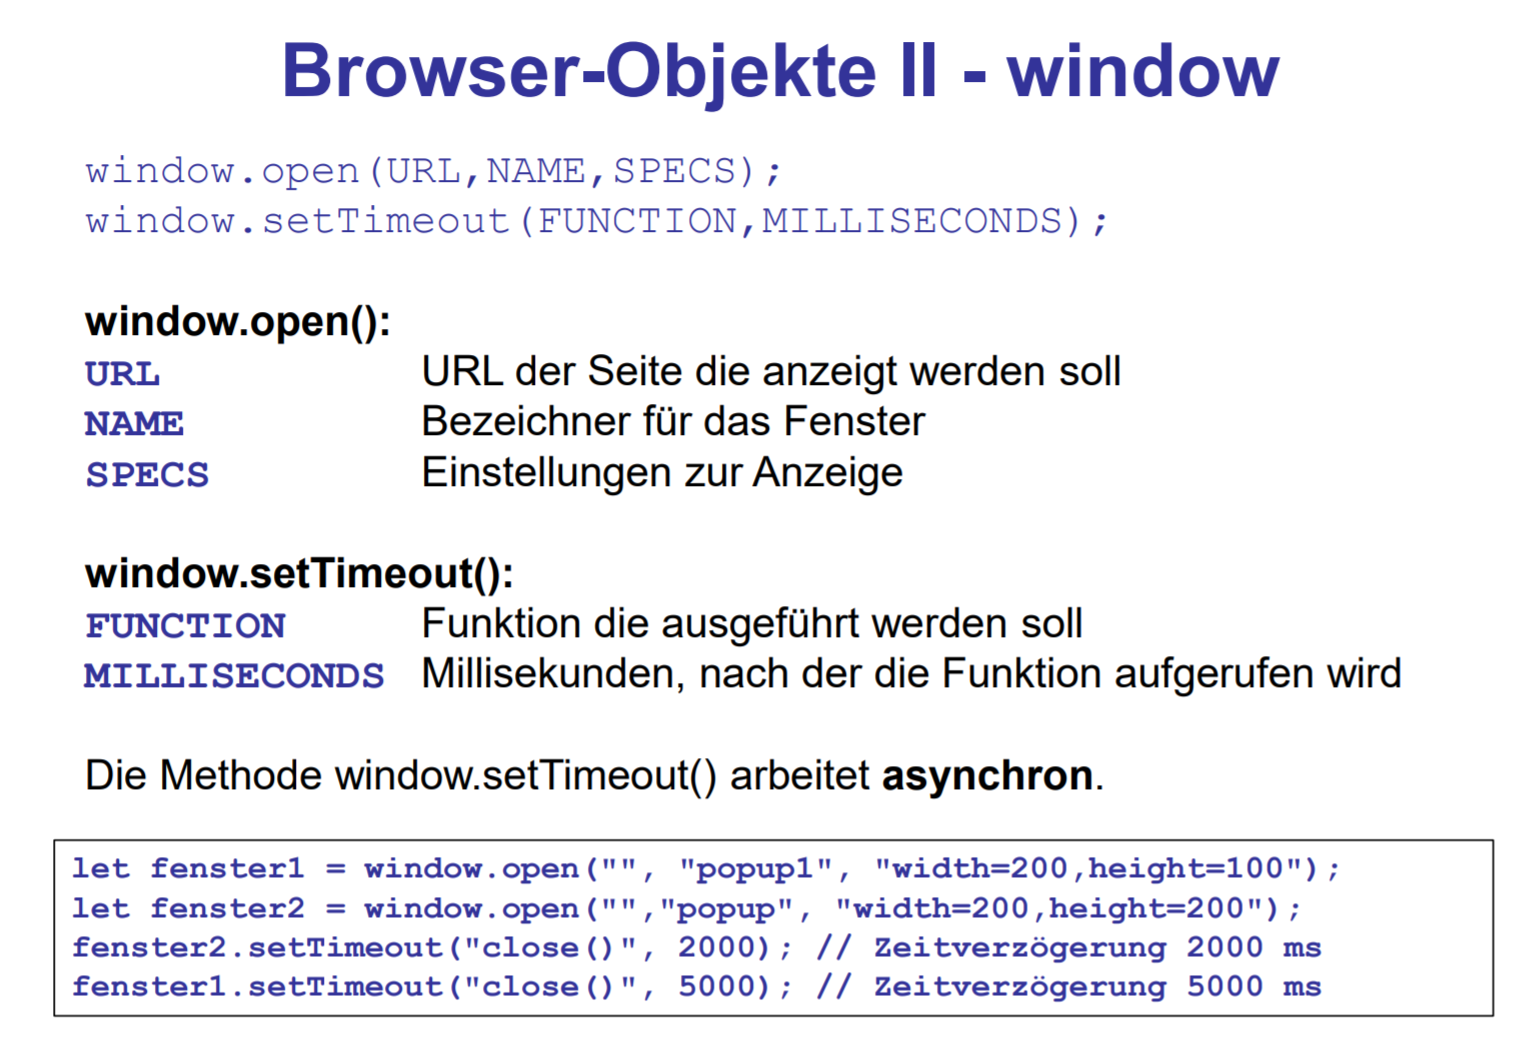 Browser-Objekte II - window
window.open(URL,NAME,SPECS);
window.setTimeout(FUNCTION,MILLISECONDS);
window.open():
URL URL der Seite die anzeigt werden soll
NAME Bezeichner für das Fenster
SPECS Einstellungen zur Anzeige
window.setTimeout():
FUNCTION Funktion die ausgeführt werden soll
MILLISECONDS Millisekunden, nach der die Funktion aufgerufen wird
Die Methode window.setTimeout() arbeitet asynchron.
let fenster1 = window.open("", "popup1", "width=200,height=100");
let fenster2 = window.open("","popup", "width=200,height=200");
fenster2.setTimeout("close()", 2000); // Zeitverzögerung 2000 ms
fenster1.setTimeout("close()", 5000); // Zeitverzögerung 5000 ms